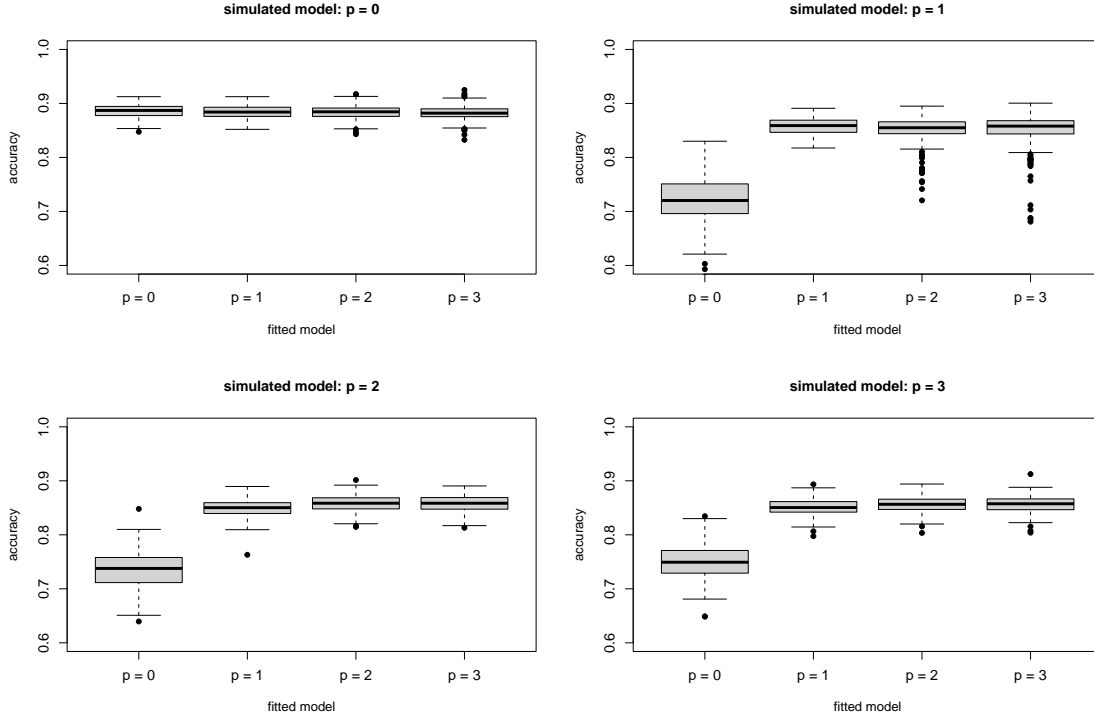 simulated model: p = 0
accuracy
1.0
0.9
0.8
0.7
0.6
p = 0 p = 1 p = 2 p = 3
fitted model
simulated model: p = 1
accuracy
1.0
0.9
0.8
0.7
0.6
p = 0 p = 1 p = 2 p = 3
fitted model
simulated model: p = 2
accuracy
1.0
0.9
0.8
0.7
0.6
p = 0 p = 1 p = 2 p = 3
fitted model
simulated model: p = 3
accuracy
1.0
0.9
0.8
0.7
0.6
p = 0 p = 1 p = 2 p = 3
fitted model